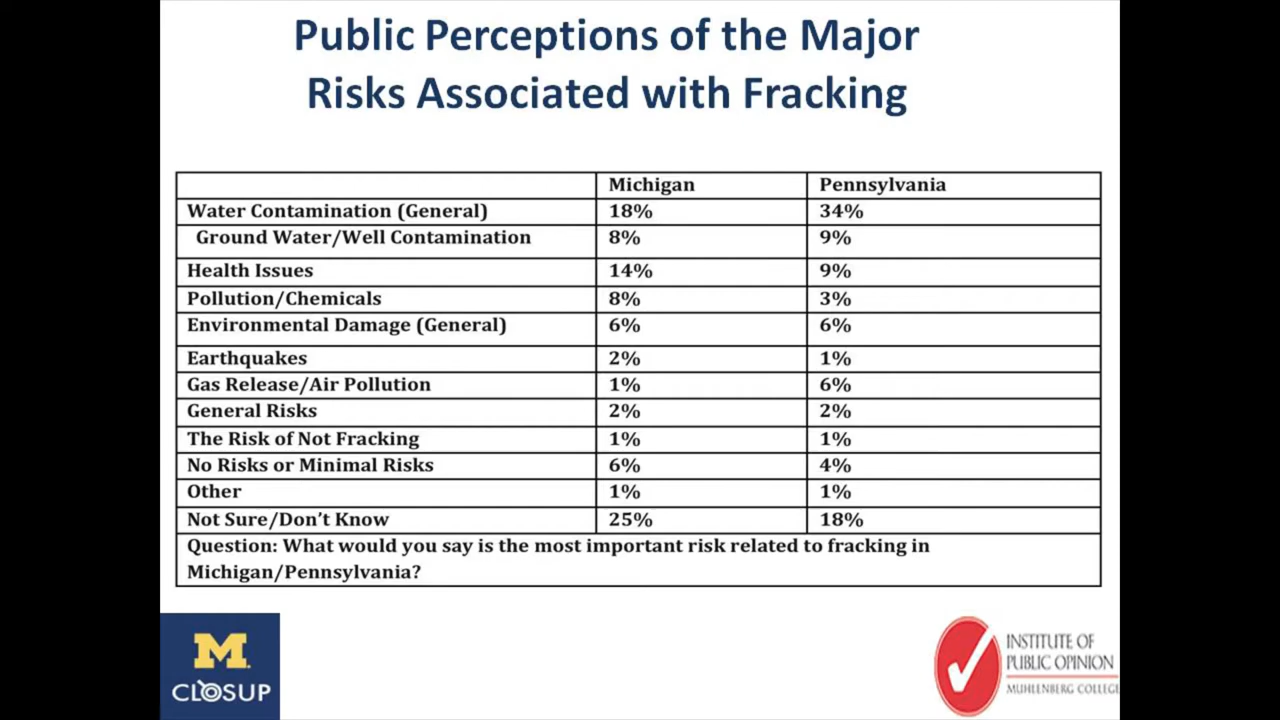 Public Perceptions of the Major
Risks Associated with Fracking
Michigan Pennsylvania
Water Contamination (General) 18% 34%
Ground Water/Well Contamination 8% 9%
Health Issues 14% 9%
Pollution/Chemicals 8% 3%
Environmental Damage (General) 6% 6%
Earthquakes 2% 1%
Gas Release/Air Pollution 1% 6%
General Risks 2% 2%
The Risk of Not Fracking 1% 1%
No Risks or Minimal Risks 6% 4%
Other 1% 1%
Not Sure/Don’t Know 25% 18%
Question: What would you say is the most important risk related to fracking in
Michigan/Pennsylvania?
M
CLOSUP
INSTITUTE OF
PUBLIC OPINION
MUHLENBERG COLLEGE